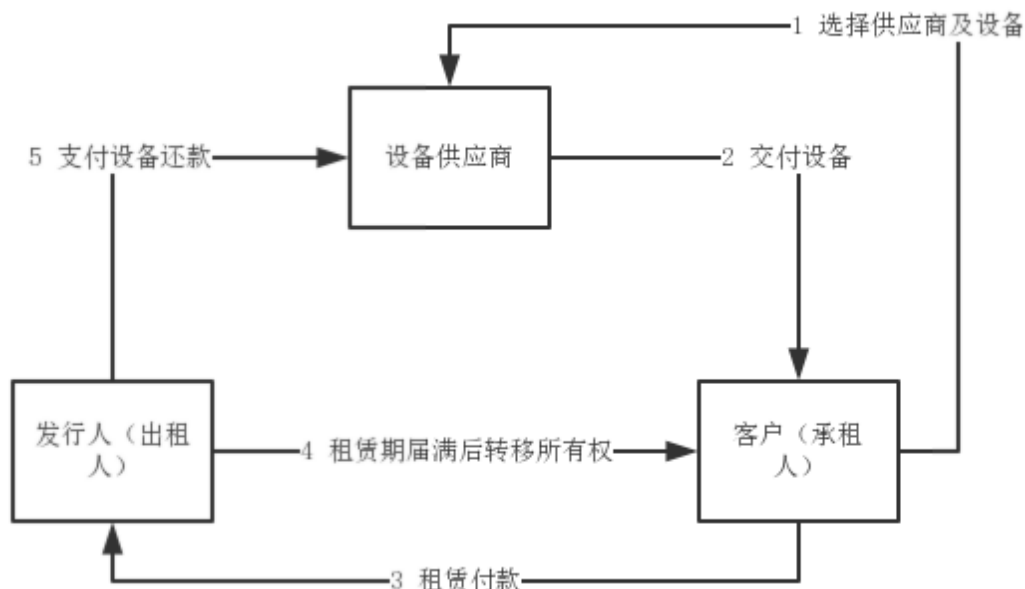 1 选择供应商及设备
设备供应商
5 支付设备还款
2 交付设备
发行人（出租
人）
4 租赁期届满后转移所有权
客户（承租
人）
3 租赁付款